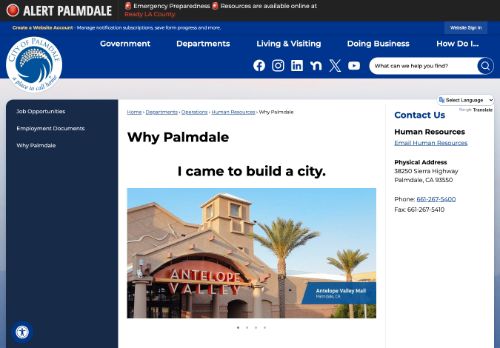 ALERT PALMDALE
Emergency Preparedness Resources are available online at
Ready LA County.
Create a Website Account - Manage notification subscriptions, save form progress and more.
Website Sign In
CITY OF PALMDALE
a place to call home
Government
Departments
Living & Visiting
Doing Business
How Do I...
What can we help you find?
Select Language
Google Translate
Job Opportunities
Employment Documents
Why Palmdale
Home › Departments › Operations › Human Resources › Why Palmdale
Why Palmdale
I came to build a city.
ANTELOPE
VALLEY
Antelope Valley Mall
Palmdale, CA
Contact Us
Human Resources
Email Human Resources
Physical Address
38250 Sierra Highway
Palmdale, CA 93550
Phone: 661-267-5400
Fax: 661-267-5410